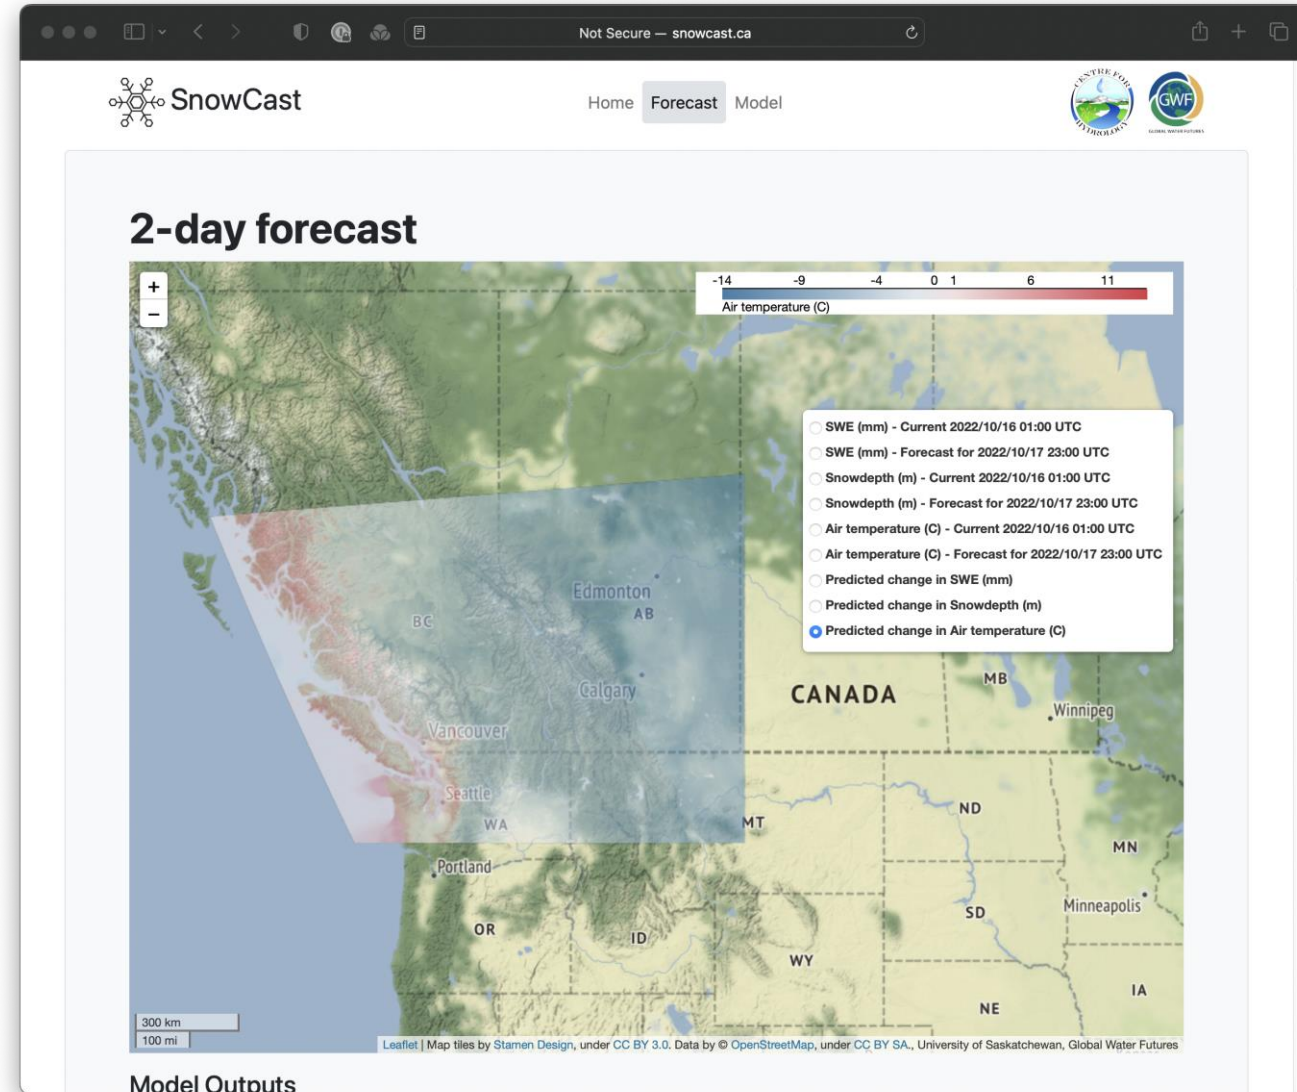 Not Secure — snowcast.ca
SnowCast
Home Forecast Model
CENTRE FOR HYDROLOGY
GWF
GLOBAL WATER FUTURES
2-day forecast
+
−
-14 -9 -4 0 1 6 11
Air temperature (C)
SWE (mm) - Current 2022/10/16 01:00 UTC
SWE (mm) - Forecast for 2022/10/17 23:00 UTC
Snowdepth (m) - Current 2022/10/16 01:00 UTC
Snowdepth (m) - Forecast for 2022/10/17 23:00 UTC
Air temperature (C) - Current 2022/10/16 01:00 UTC
Air temperature (C) - Forecast for 2022/10/17 23:00 UTC
Predicted change in SWE (mm)
Predicted change in Snowdepth (m)
Predicted change in Air temperature (C)
Edmonton
AB
BC
Calgary
CANADA
MB
Winnipeg
Vancouver
Seattle
WA
MT
ND
MN
Portland
OR
ID
SD
Minneapolis
WY
NE
IA
300 km
100 mi
Leaflet | Map tiles by Stamen Design, under CC BY 3.0. Data by © OpenStreetMap, under CC BY SA., University of Saskatchewan, Global Water Futures
Model Outputs